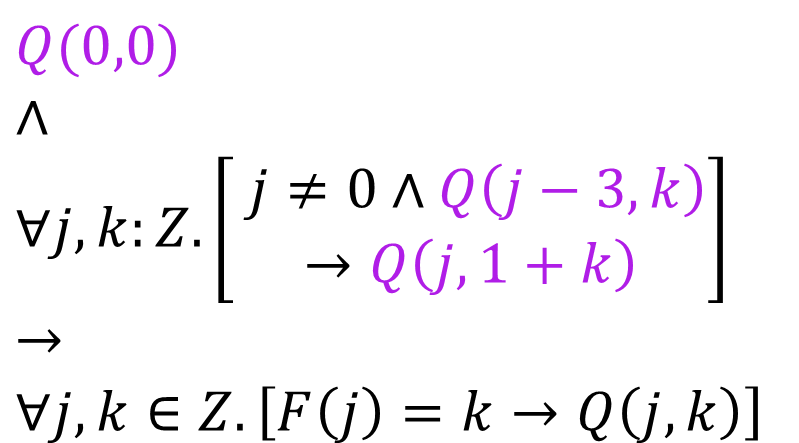 Q(0,0)
∧
∀j, k: Z. [j ≠ 0 ∧ Q(j − 3, k)
→ Q(j, 1 + k)]
→
∀j, k ∈ Z. [F(j) = k → Q(j, k)]